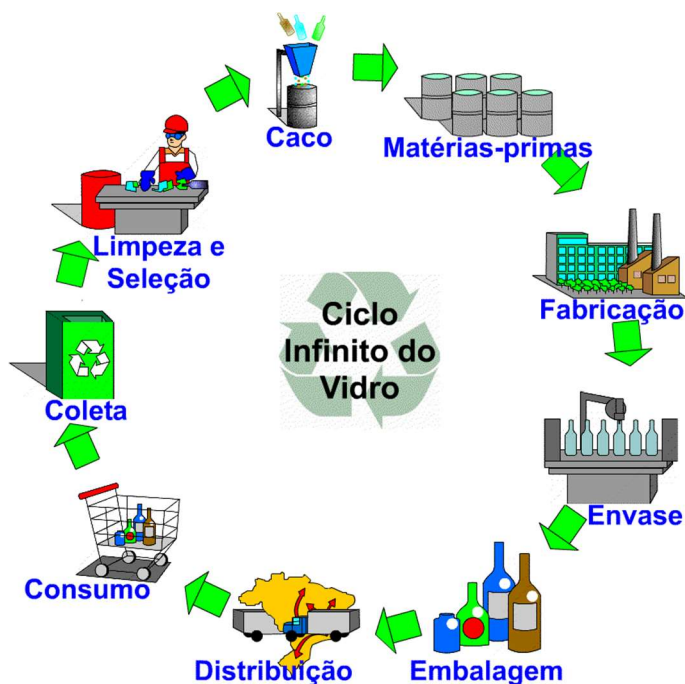 Ciclo
Infinito do
Vidro
Caco
Matérias-primas
Fabricação
Envase
Embalagem
Distribuição
Consumo
Coleta
Limpeza e
Seleção